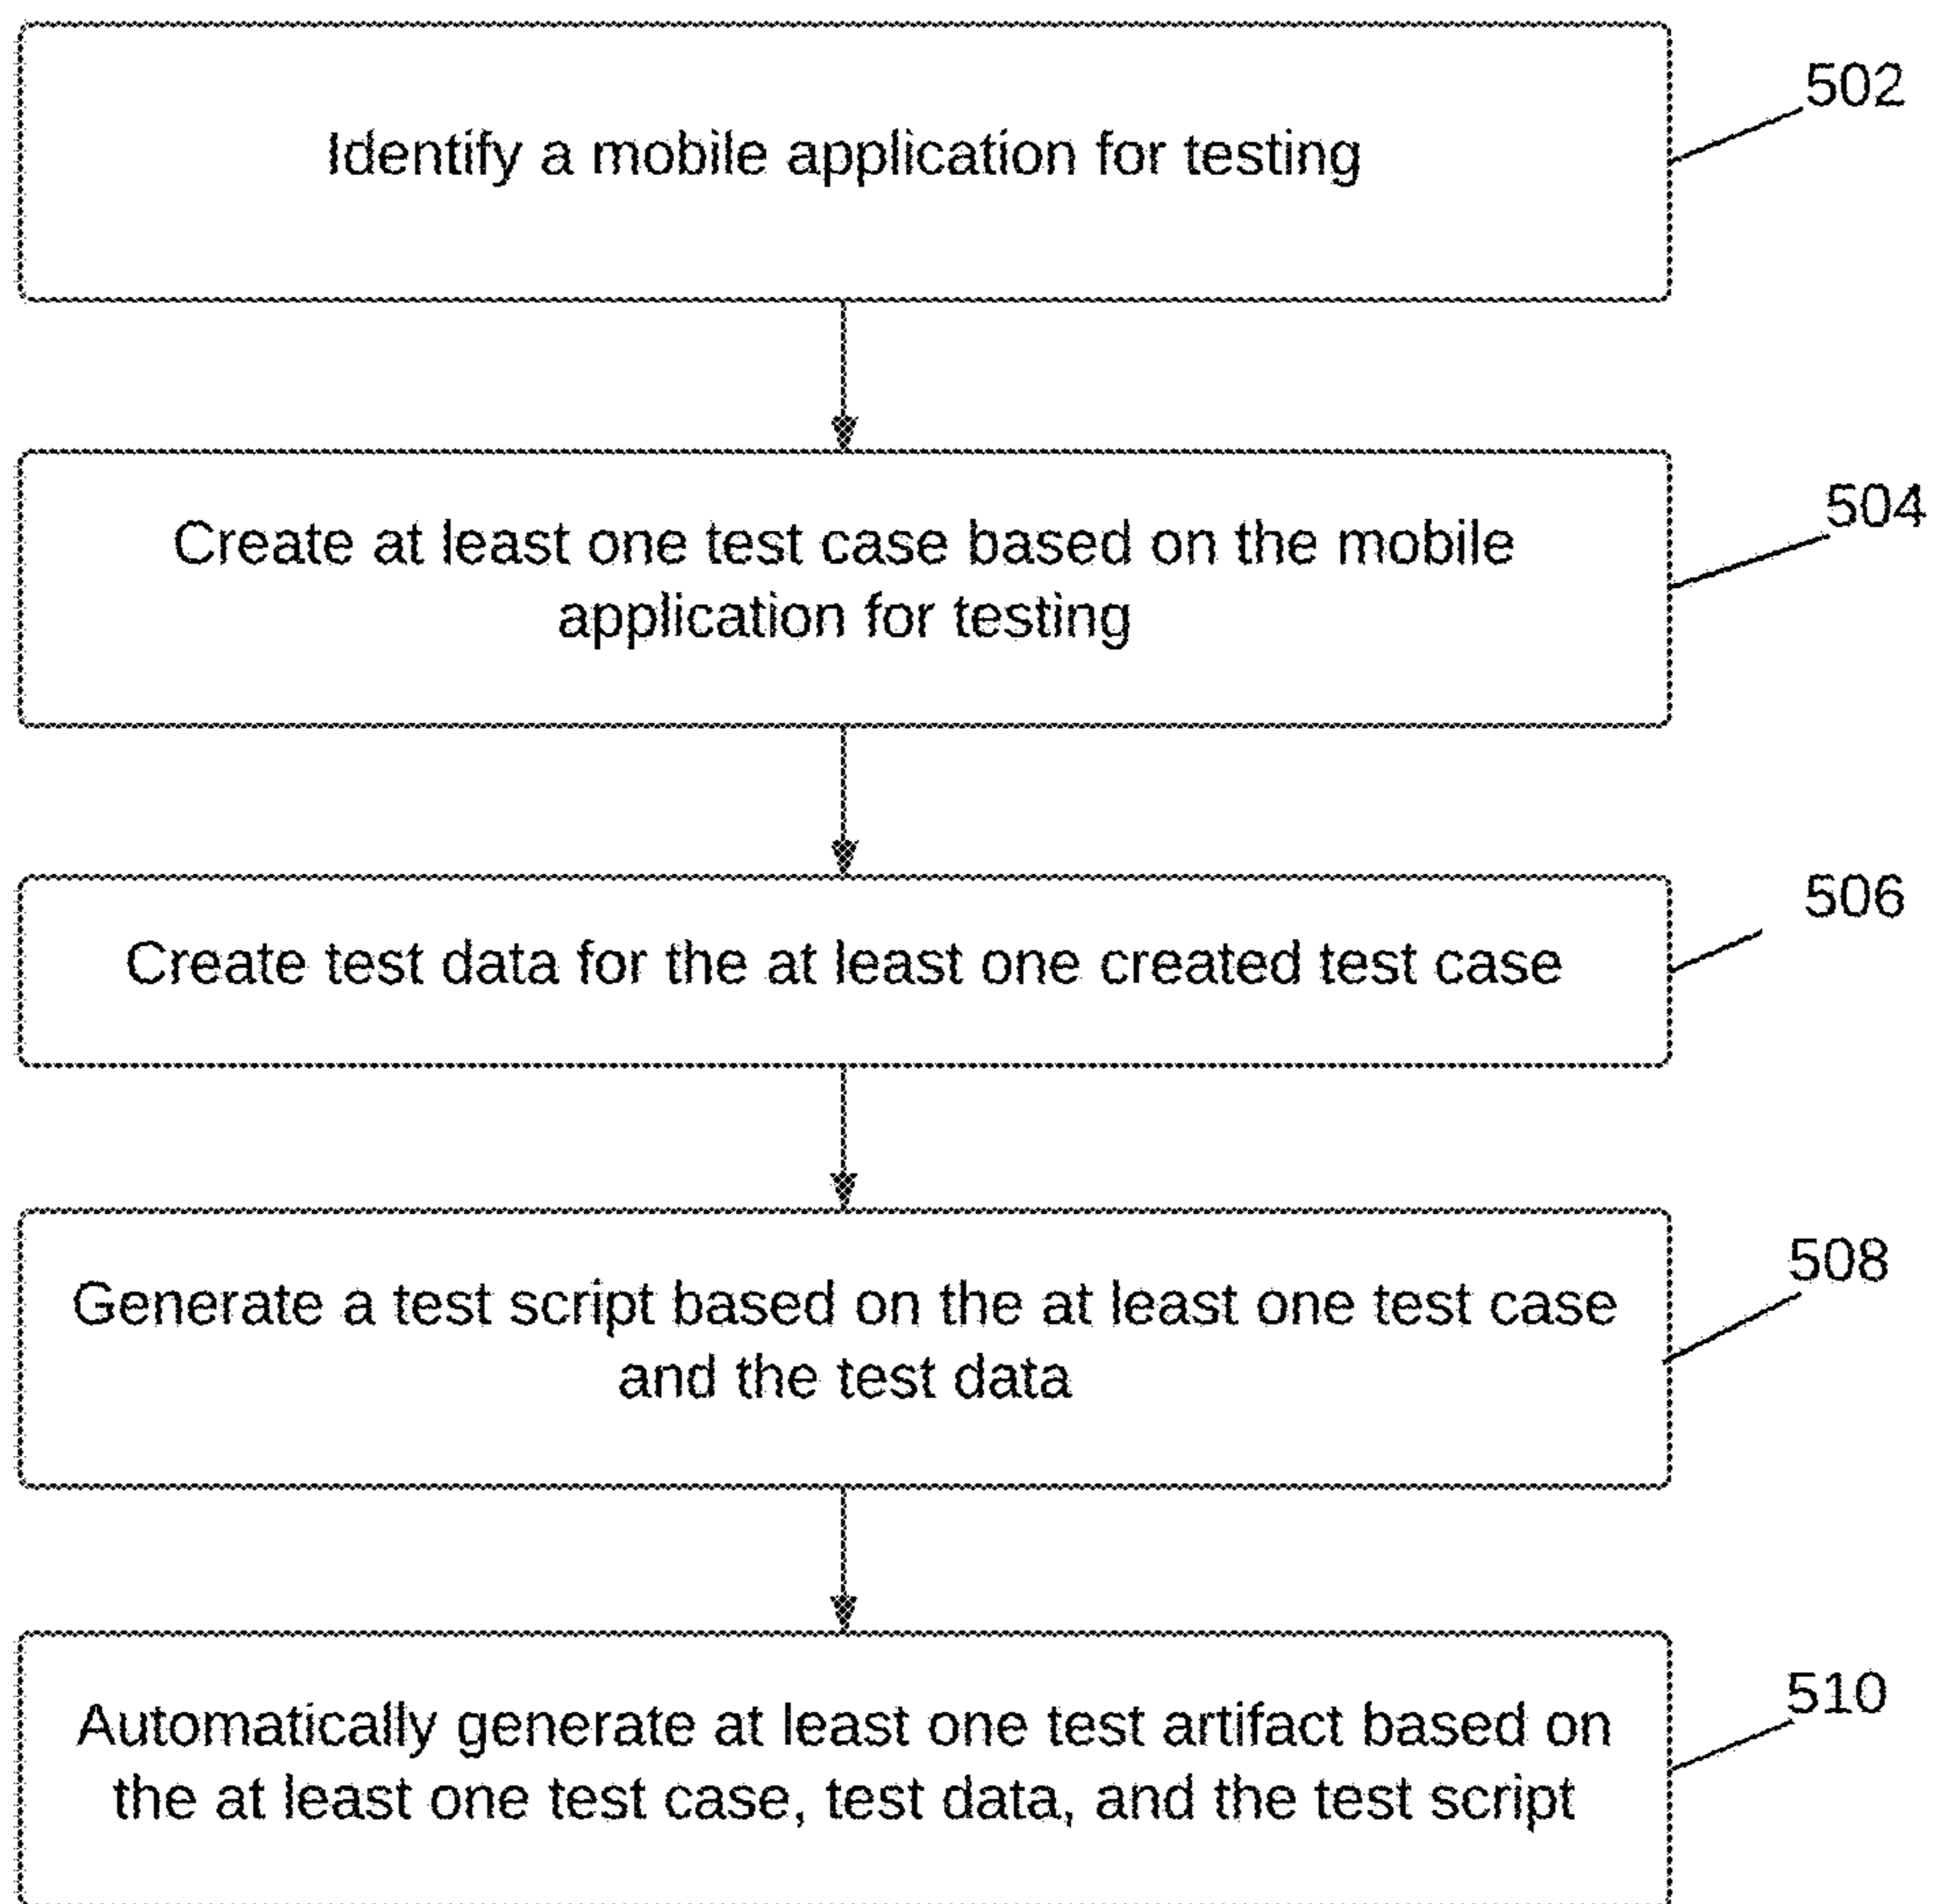 Identify a mobile application for testing
502
Create at least one test case based on the mobile
application for testing
504
Create test data for the at least one created test case
506
Generate a test script based on the at least one test case
and the test data
508
Automatically generate at least one test artifact based on
the at least one test case, test data, and the test script
510